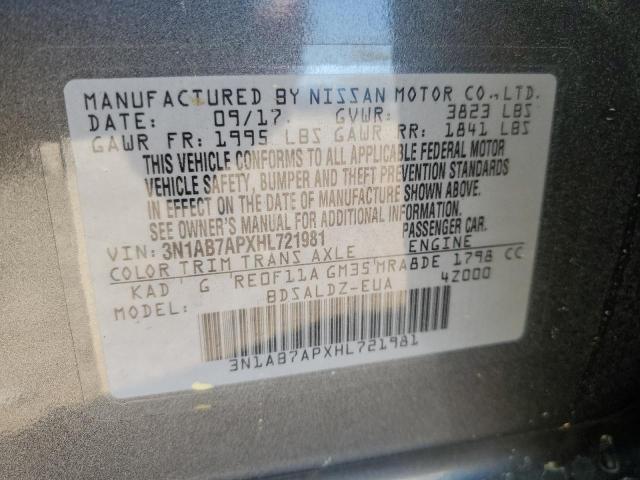 MANUFACTURED BY NISSAN MOTOR CO.,LTD.
DATE: 09/17 GVWR: 3823 LBS
GAWR FR: 1995 LBS GAWR RR: 1841 LBS
THIS VEHICLE CONFORMS TO ALL APPLICABLE FEDERAL MOTOR
VEHICLE SAFETY, BUMPER AND THEFT PREVENTION STANDARDS
IN EFFECT ON THE DATE OF MANUFACTURE SHOWN ABOVE.
SEE OWNER'S MANUAL FOR ADDITIONAL INFORMATION.
VIN: 3N1AB7APXHL721981 PASSENGER CAR.
COLOR TRIM TRANS AXLE ENGINE
KAD G RE0F11A GM35 MRA8DE 1798 CC
MODEL: BDSALDZ-EUA 4Z000
3N1AB7APXHL721981